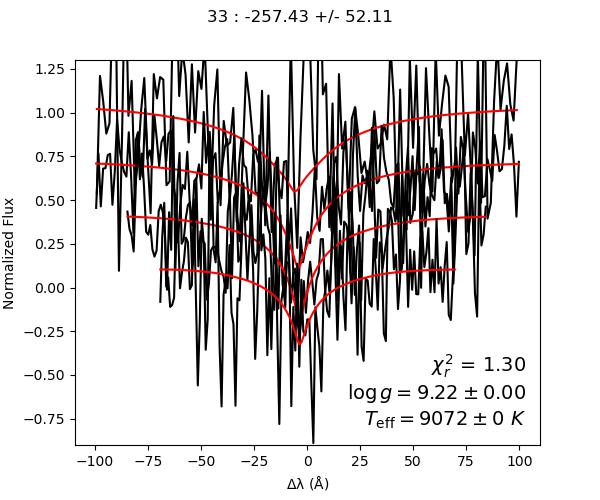 33 : -257.43 +/- 52.11
1.25
1.00
0.75
0.50
0.25
0.00
−0.25
−0.50
−0.75
Normalized Flux
χ²ᵣ = 1.30
log g = 9.22 ± 0.00
T_eff = 9072 ± 0 K
−100 −75 −50 −25 0 25 50 75 100
Δλ (Å)